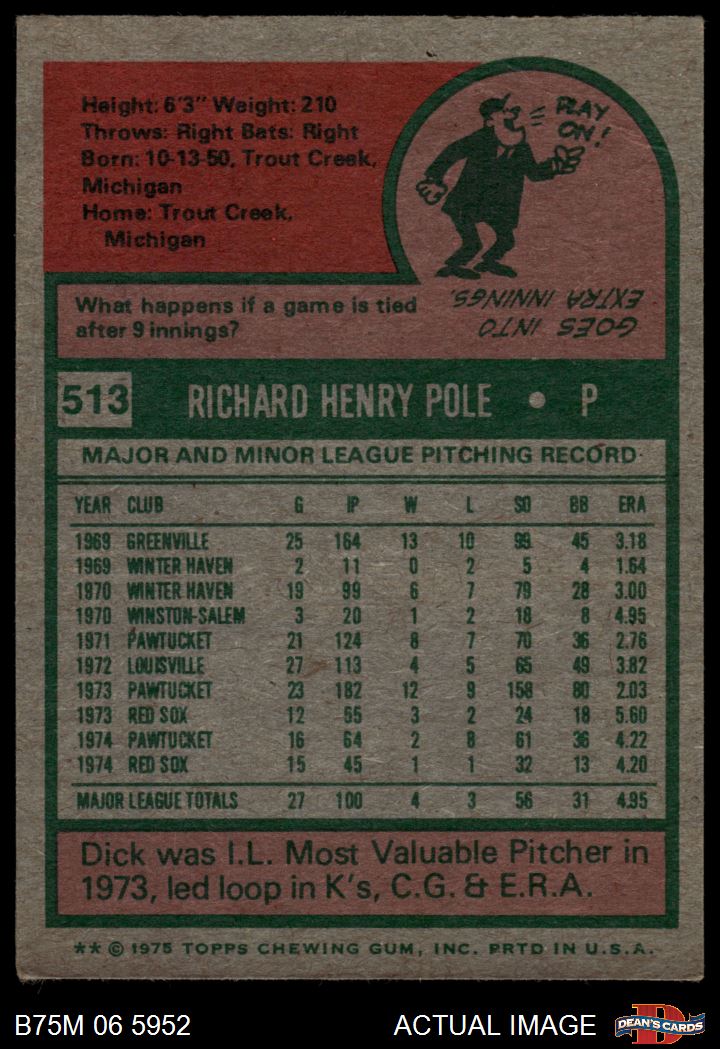 Height: 6'3" Weight: 210
Throws: Right Bats: Right
Born: 10-13-50, Trout Creek,
Michigan
Home: Trout Creek,
Michigan
PLAY
ON!
What happens if a game is tied
after 9 innings?
GOES INTO
EXTRA INNINGS.
513 RICHARD HENRY POLE • P
MAJOR AND MINOR LEAGUE PITCHING RECORD
YEAR CLUB G IP W L SO BB ERA
1969 GREENVILLE 25 164 13 10 99 45 3.18
1969 WINTER HAVEN 2 11 0 2 5 4 1.64
1970 WINTER HAVEN 19 99 6 7 79 28 3.00
1970 WINSTON-SALEM 3 20 1 2 18 8 4.95
1971 PAWTUCKET 21 124 8 7 70 36 2.76
1972 LOUISVILLE 27 113 4 5 65 49 3.82
1973 PAWTUCKET 23 182 12 9 158 80 2.03
1973 RED SOX 12 55 3 2 24 18 5.60
1974 PAWTUCKET 16 64 2 8 61 36 4.22
1974 RED SOX 15 45 1 1 32 13 4.20
MAJOR LEAGUE TOTALS 27 100 4 3 56 31 4.95
Dick was I.L. Most Valuable Pitcher in
1973, led loop in K's, C.G. & E.R.A.
** © 1975 TOPPS CHEWING GUM, INC. PRTD IN U.S.A.
B75M 06 5952 ACTUAL IMAGE D DEAN'S CARDS